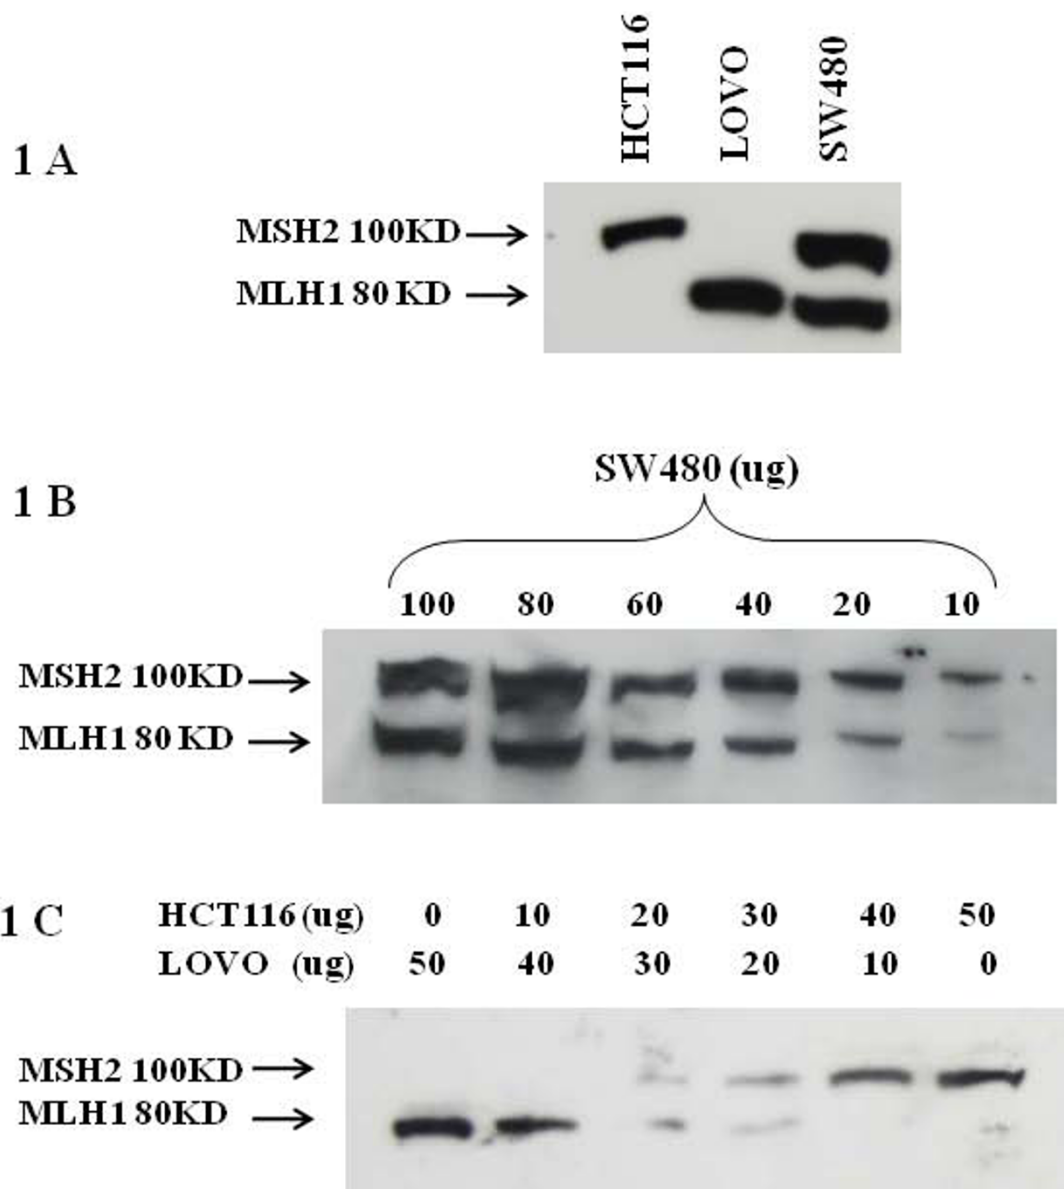 HCT116 LOVO SW480
1 A
MSH2 100KD
MLH1 80 KD
SW480 (ug)
1 B
100 80 60 40 20 10
MSH2 100KD
MLH1 80 KD
1 C HCT116 (ug) 0 10 20 30 40 50
LOVO (ug) 50 40 30 20 10 0
MSH2 100KD
MLH1 80KD